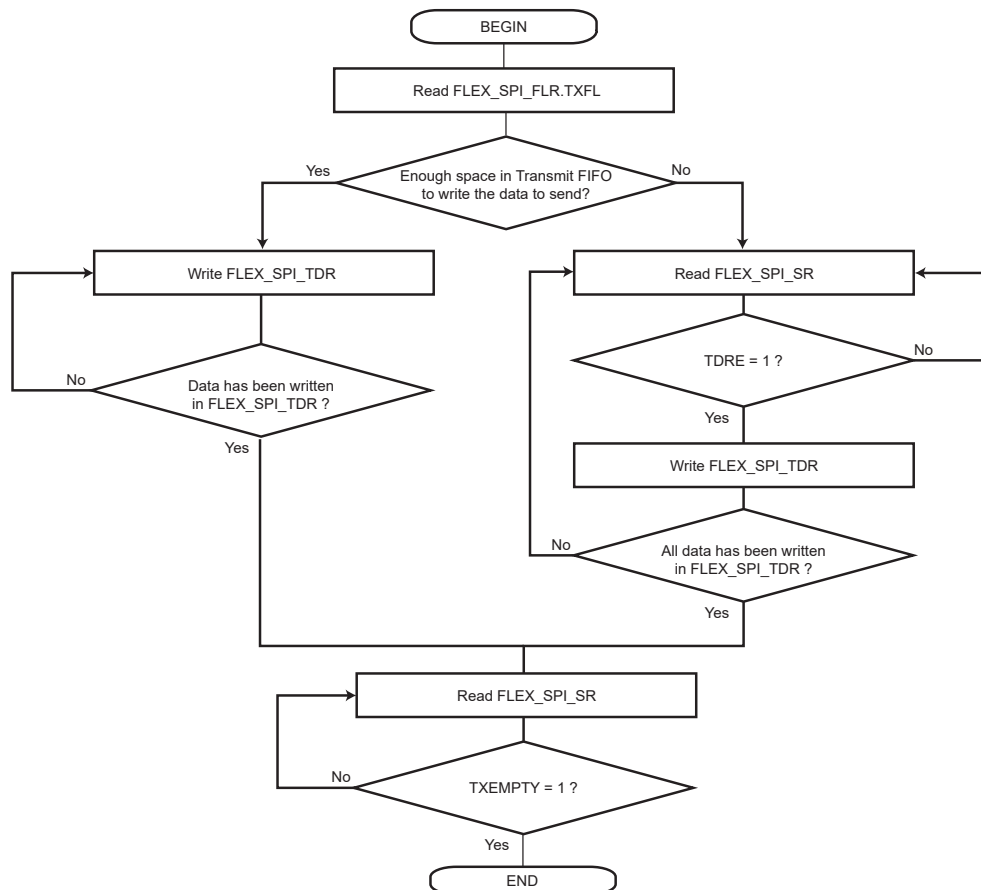 BEGIN
Read FLEX_SPI_FLR.TXFL
Yes
Enough space in Transmit FIFO
to write the data to send?
No
Write FLEX_SPI_TDR
Read FLEX_SPI_SR
No
Data has been written
in FLEX_SPI_TDR ?
Yes
TDRE = 1 ?
No
Yes
Write FLEX_SPI_TDR
No
All data has been written
in FLEX_SPI_TDR ?
Yes
Read FLEX_SPI_SR
No
TXEMPTY = 1 ?
Yes
END